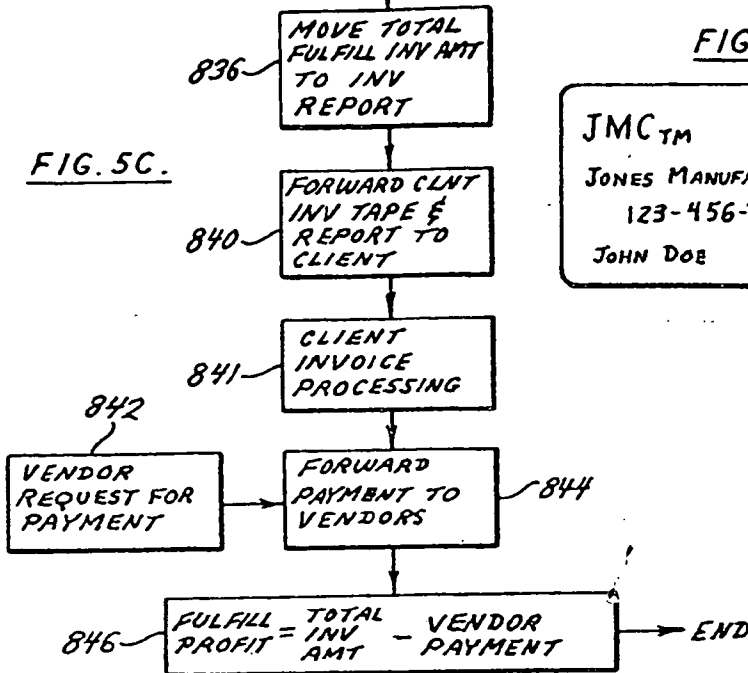 MOVE TOTAL
FULFILL INV AMT
TO INV
REPORT
836
FIG. 5C.
FORWARD CLNT
INV TAPE &
REPORT TO
CLIENT
840
CLIENT
INVOICE
PROCESSING
841
842
VENDOR
REQUEST FOR
PAYMENT
FORWARD
PAYMENT TO
VENDORS
844
846
FULFILL PROFIT = TOTAL INV AMT - VENDOR PAYMENT
END
FIG
JMC TM
JONES MANUFA
123-456-
JOHN DOE